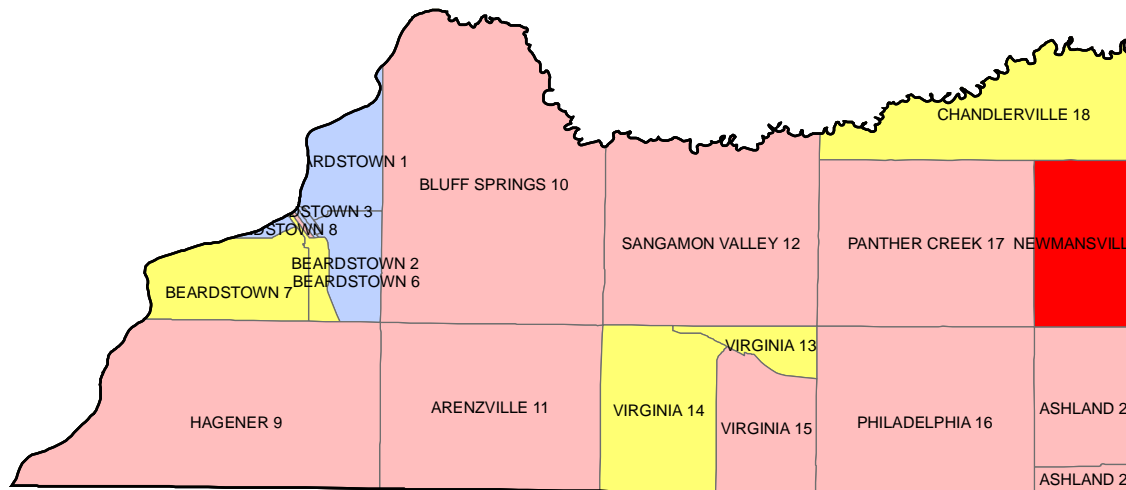 CHANDLERVILLE 18
ARDSTOWN 1
BLUFF SPRINGS 10
DSTOWN 3
DSTOWN 8
SANGAMON VALLEY 12
PANTHER CREEK 17
NEWMANSVILL
BEARDSTOWN 2
BEARDSTOWN 6
BEARDSTOWN 7
VIRGINIA 13
ARENZVILLE 11
VIRGINIA 14
ASHLAND 2
HAGENER 9
PHILADELPHIA 16
VIRGINIA 15
ASHLAND 2